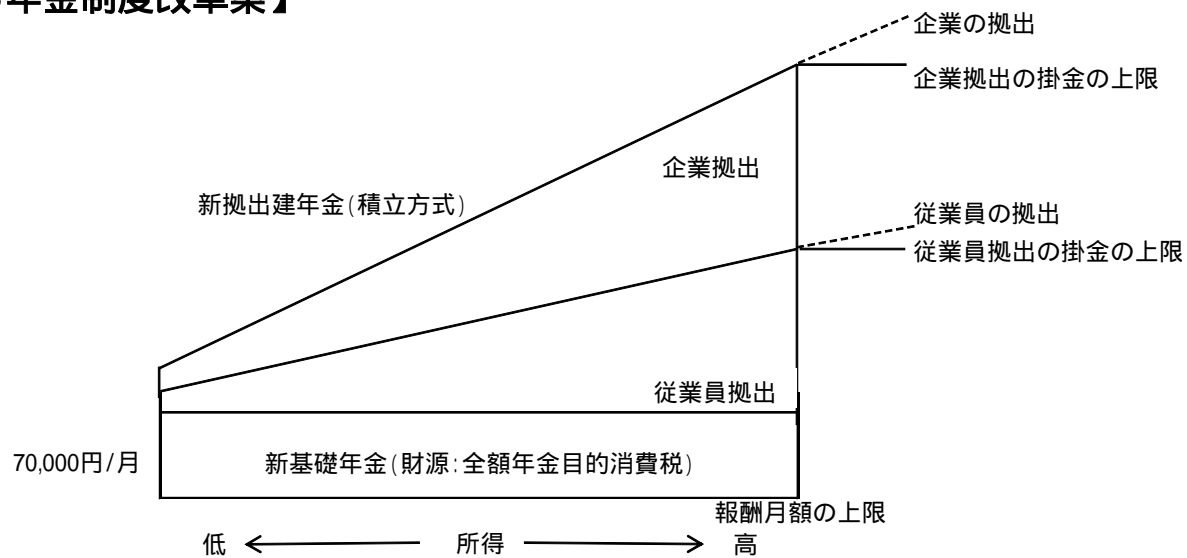 年金制度改革案】
企業の拠出
企業拠出の掛金の上限
企業拠出
新拠出建年金(積立方式)
従業員の拠出
従業員拠出の掛金の上限
従業員拠出
70,000円/月
新基礎年金(財源:全額年金目的消費税)
報酬月額の上限
低
所得
高